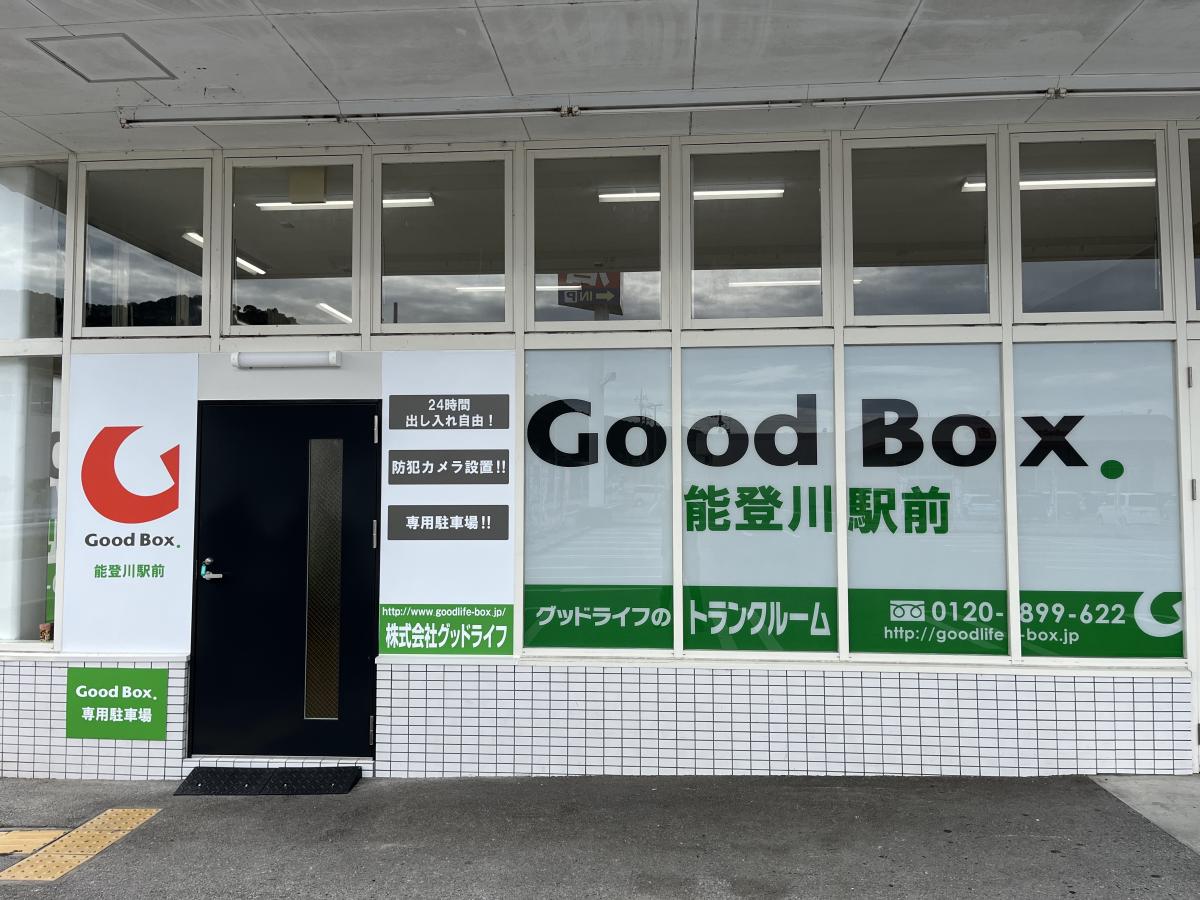 Good Box.
能登川駅前
24時間
出し入れ自由！
防犯カメラ設置!!
専用駐車場!!
http://www.goodlife-box.jp/
株式会社グッドライフ
Good Box.
専用駐車場
Good Box.
能登川駅前
グッドライフの トランクルーム
0120-899-622
http://goodlife-box.jp
IN P